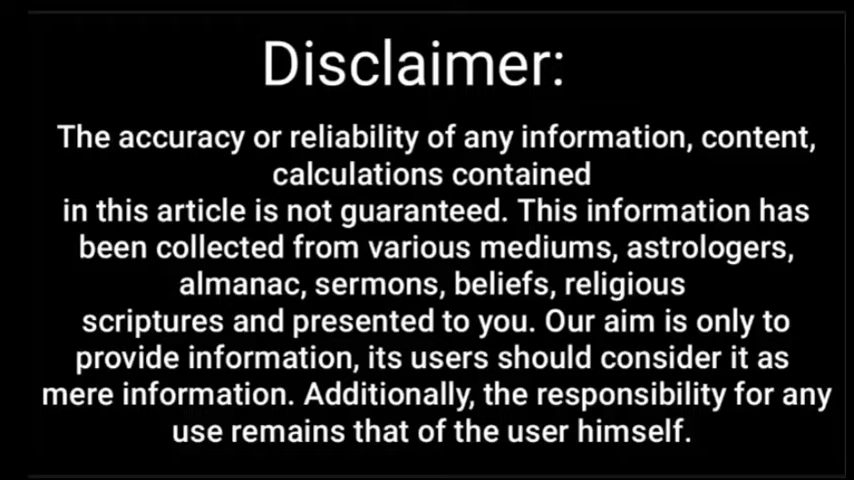 Disclaimer:
The accuracy or reliability of any information, content,
calculations contained
in this article is not guaranteed. This information has
been collected from various mediums, astrologers,
almanac, sermons, beliefs, religious
scriptures and presented to you. Our aim is only to
provide information, its users should consider it as
mere information. Additionally, the responsibility for any
use remains that of the user himself.